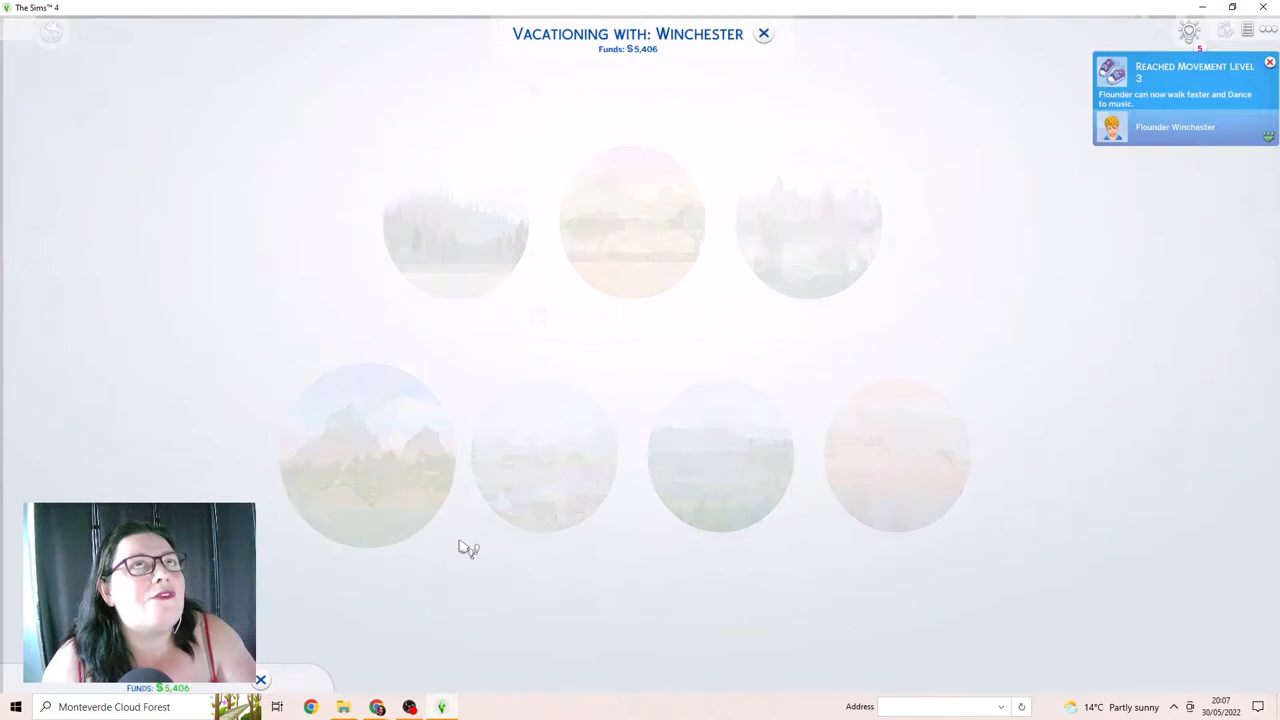 The Sims™ 4
VACATIONING WITH: WINCHESTER
Funds: §5,406
5
REACHED MOVEMENT LEVEL
3
Flounder can now walk faster and Dance
to music.
Flounder Winchester
FUNDS: §5,406
Monteverde Cloud Forest
Address
14°C Partly sunny
20:07
30/05/2022